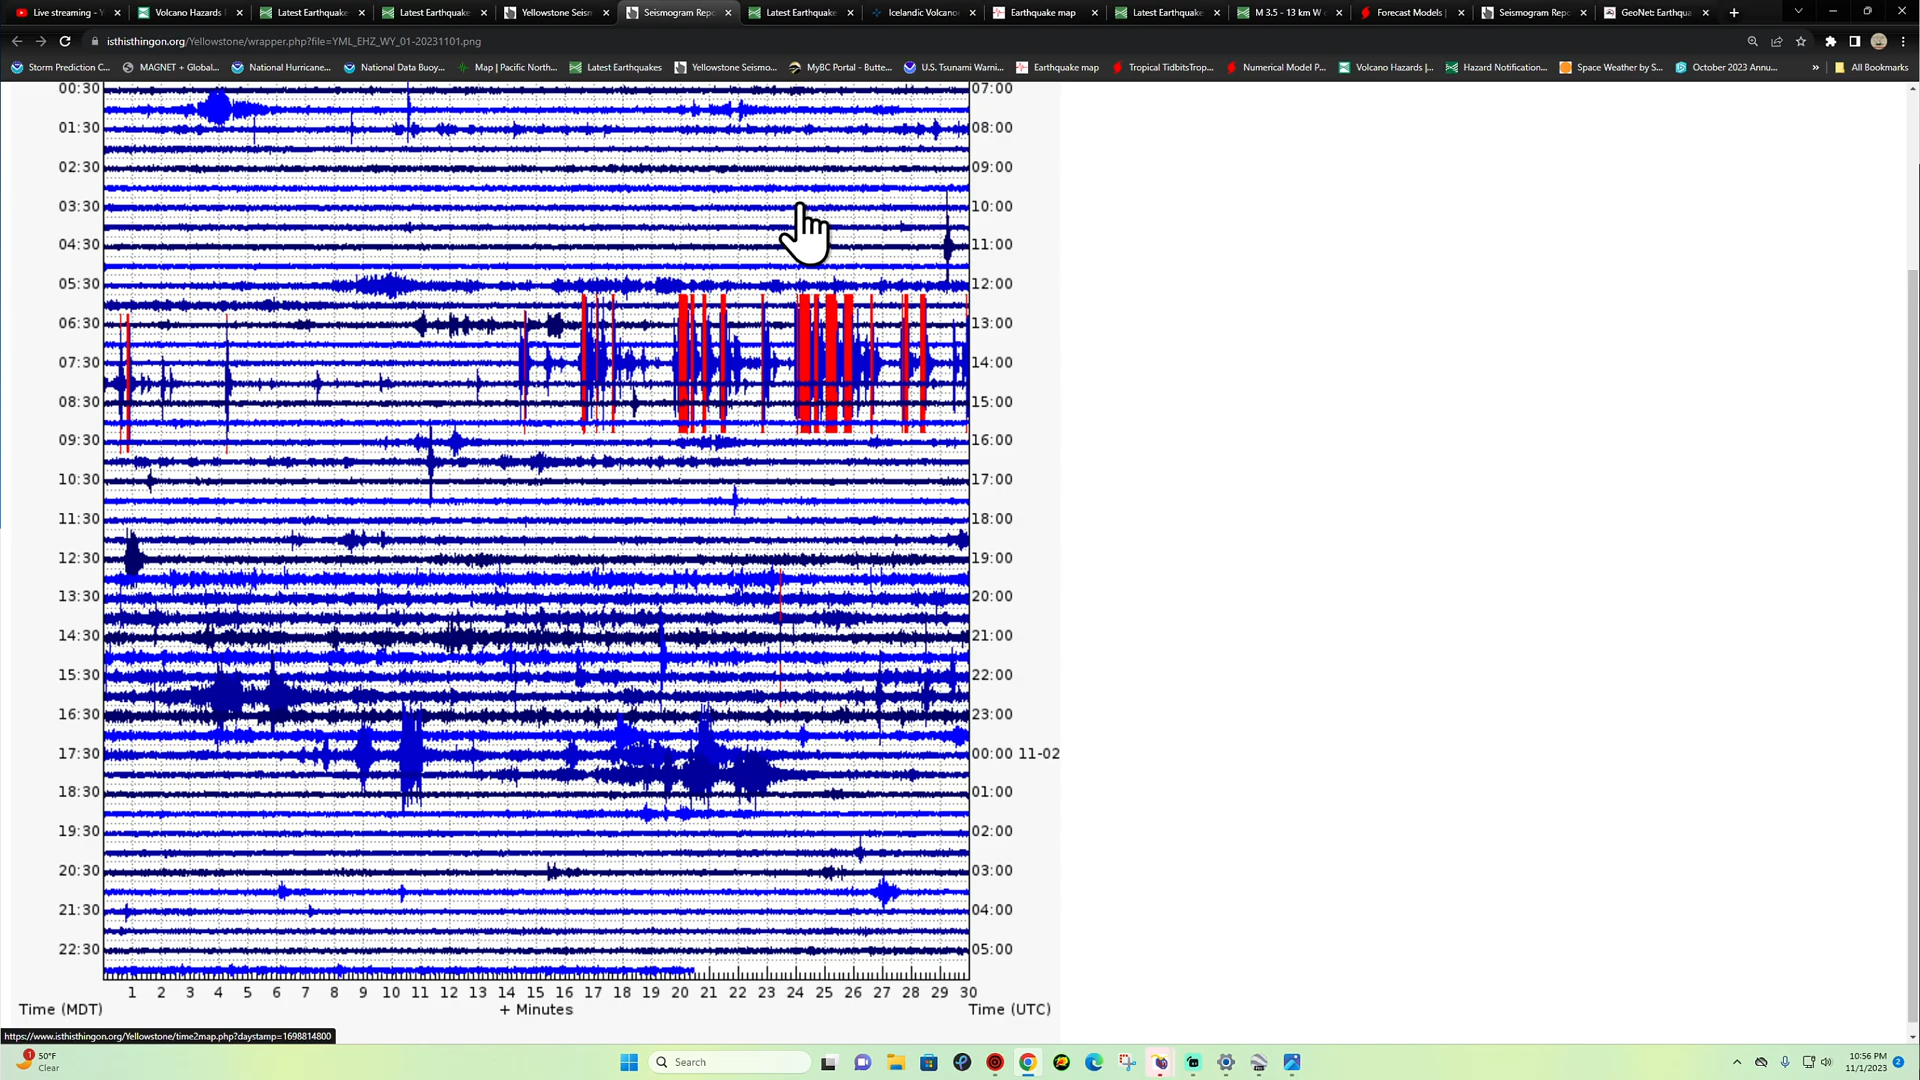 Live streaming - Y
Volcano Hazards
Latest Earthquake
Latest Earthquake
Yellowstone Seism
Seismogram Repo
Latest Earthquake
Icelandic Volcano
Earthquake map
Latest Earthquake
M 3.5 - 13 km W
Forecast Models |
Seismogram Repo
GeoNet: Earthqua
isthisthingon.org/Yellowstone/wrapper.php?file=YML_EHZ_WY_01-20231101.png
Storm Prediction C...
MAGNET + Global...
National Hurricane...
National Data Buoy...
Map | Pacific North...
Latest Earthquakes
Yellowstone Seismo...
MyBC Portal - Butte...
U.S. Tsunami Warni...
Earthquake map
Tropical TidbitsTrop...
Numerical Model P...
Volcano Hazards |...
Hazard Notification...
Space Weather by S...
October 2023 Annu...
»
All Bookmarks
00:30 07:00
01:30 08:00
02:30 09:00
03:30 10:00
04:30 11:00
05:30 12:00
06:30 13:00
07:30 14:00
08:30 15:00
09:30 16:00
10:30 17:00
11:30 18:00
12:30 19:00
13:30 20:00
14:30 21:00
15:30 22:00
16:30 23:00
17:30 00:00 11-02
18:30 01:00
19:30 02:00
20:30 03:00
21:30 04:00
22:30 05:00
1 2 3 4 5 6 7 8 9 10 11 12 13 14 15 16 17 18 19 20 21 22 23 24 25 26 27 28 29 30
Time (MDT) + Minutes Time (UTC)
https://www.isthisthingon.org/Yellowstone/time2map.php?daystamp=1698814800
1
50°F
Clear
Search
10:56 PM
11/1/2023
2